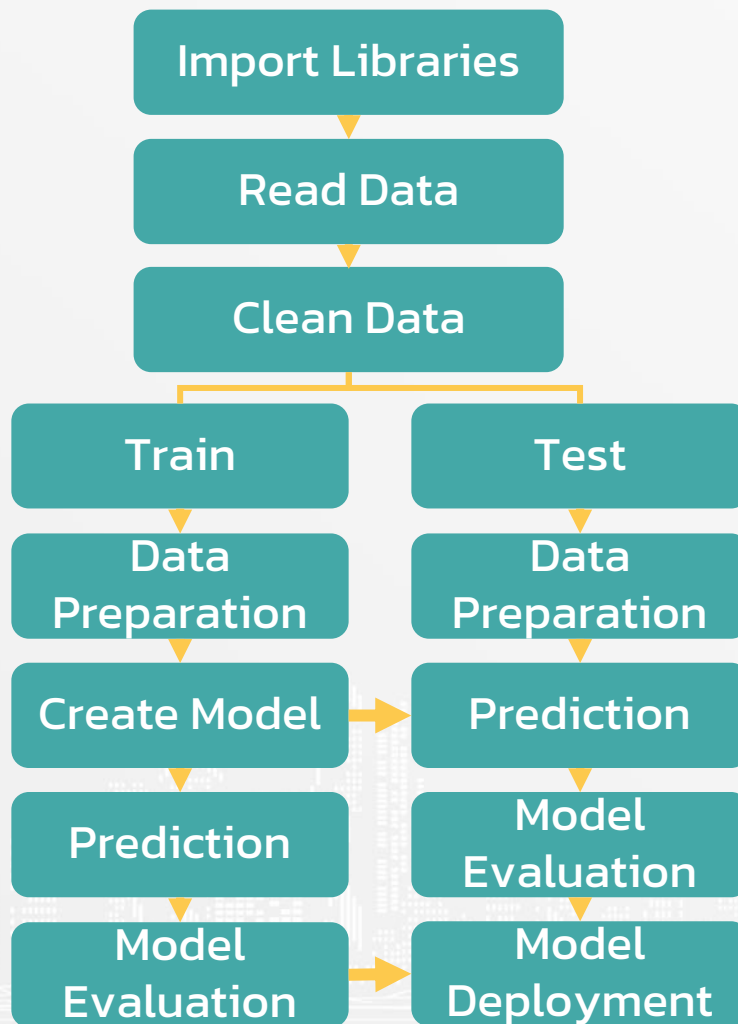 Import Libraries
Read Data
Clean Data
Train
Test
Data
Preparation
Data
Preparation
Create Model
Prediction
Prediction
Model
Evaluation
Model
Evaluation
Model
Deployment